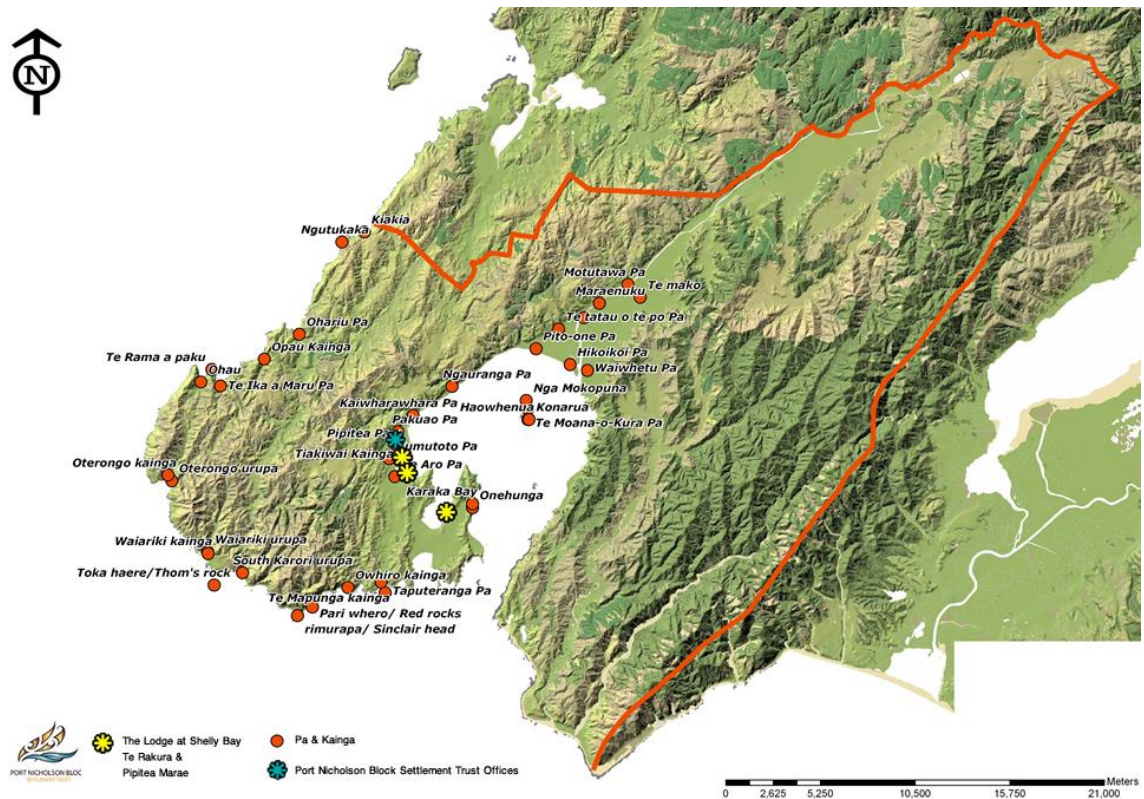 N
Kiakia
Ngutukaka
Motutawa Pa
Te mako
Maraenuku
Te tatau o te po Pa
Ohariu Pa
Pito-one Pa
Opau Kainga
Te Rama a paku
Hikoikoi Pa
Waiwhetu Pa
Ohau
Te Ika a Maru Pa
Ngauranga Pa
Nga Mokopuna
Kaiwharawhara Pa
Haowhenua Konarua
Pakuao Pa
Te Moana-o-Kura Pa
Pipitea Pa
umutoto Pa
Tiakiwai Kainga
Aro Pa
Oterongo kainga
Oterongo urupa
Karaka Bay
Onehunga
Waiariki kainga
Waiariki urupa
South Karori urupa
Toka haere/Thom's rock
Owhiro kainga
Taputeranga Pa
Te Mapunga kainga
Pari whero/ Red rocks
rimurapa/ Sinclair head
PORT NICHOLSON BLOC
SETTLEMENT TRUST
The Lodge at Shelly Bay
Te Rakura &
Pipitea Marae
Pa & Kainga
Port Nicholson Block Settlement Trust Offices
Meters
0 2,625 5,250 10,500 15,750 21,000